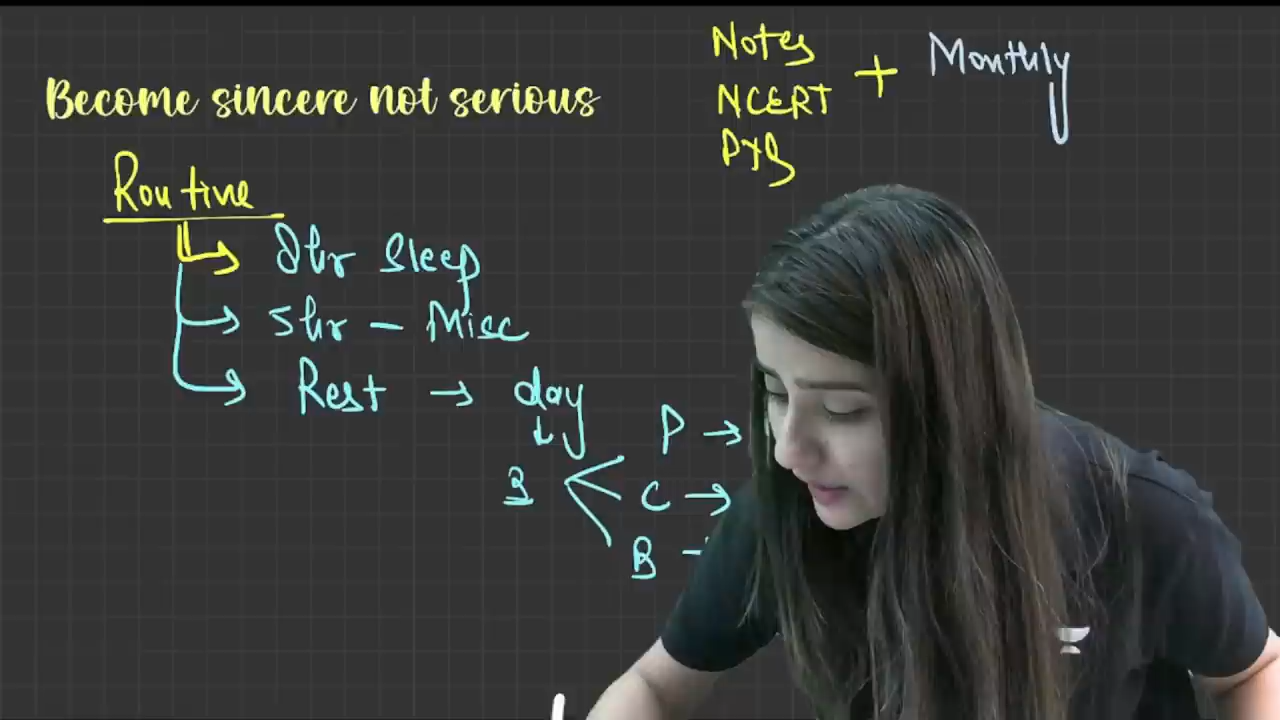 Become sincere not serious
Notes
NCERT
PYQ
+ Monthly
Routine
8hr Sleep
5hr - Misc
Rest → day
↓
3
P →
C →
B